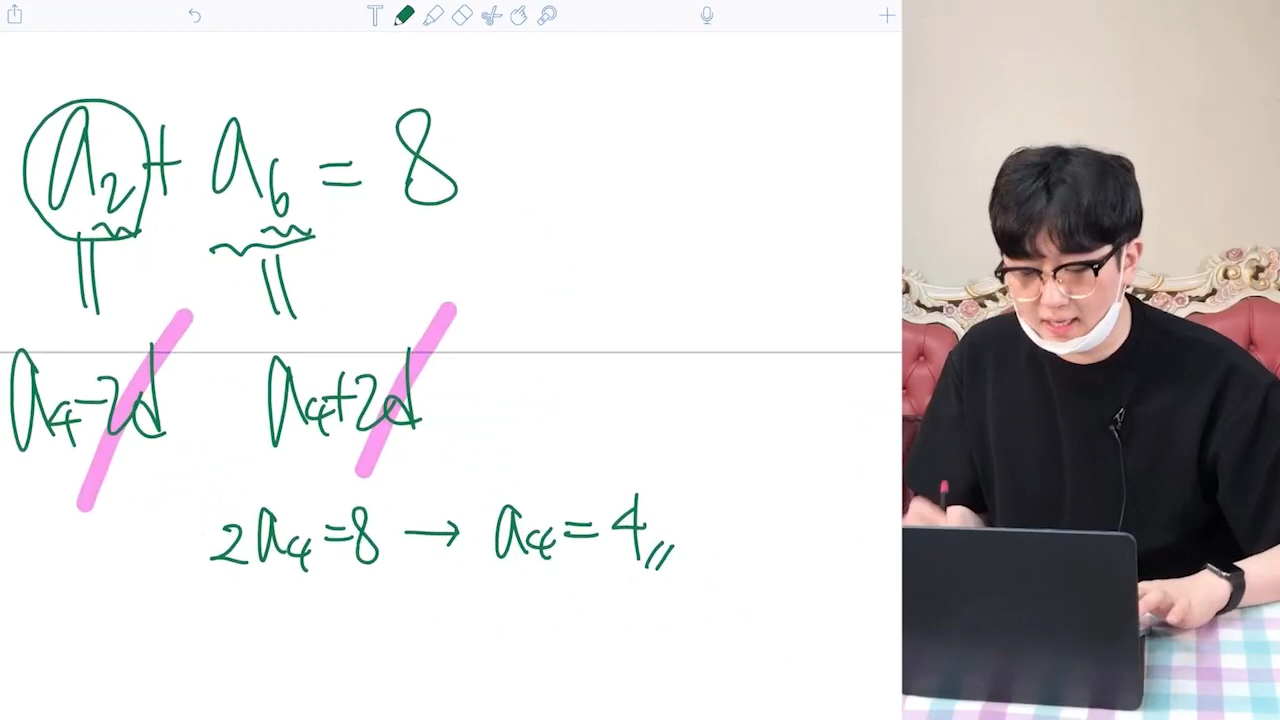 a₂ + a₆ = 8
a₄-2d a₄+2d
2a₄=8 → a₄=4